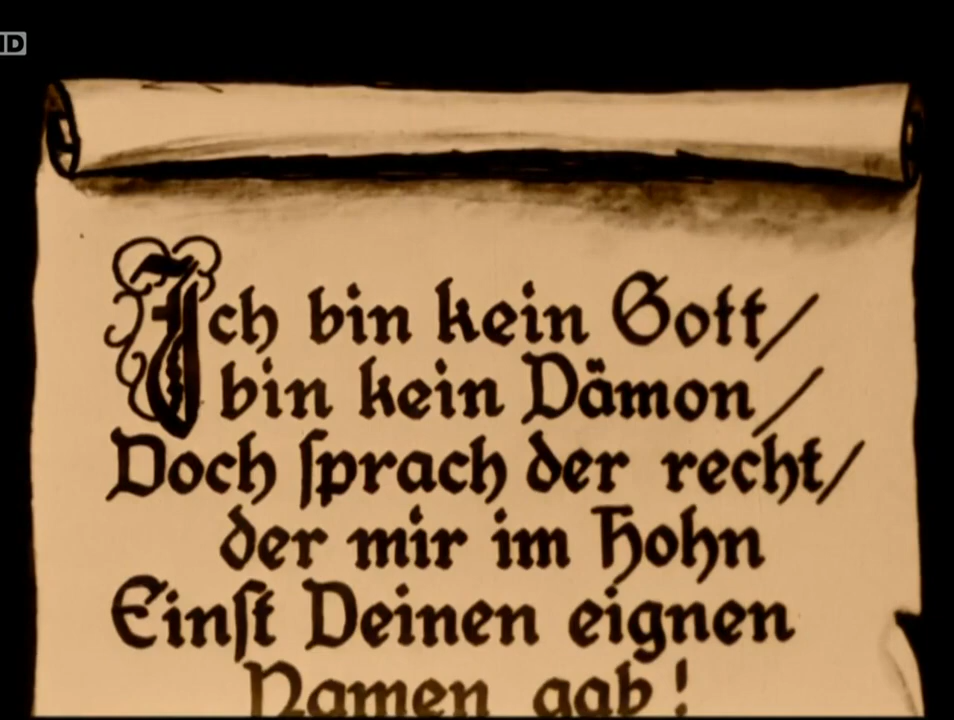 HD
Ich bin kein Gott/
bin kein Dämon/
Doch sprach der recht/
der mir im Hohn
Einſt Deinen eignen
Namen gab!